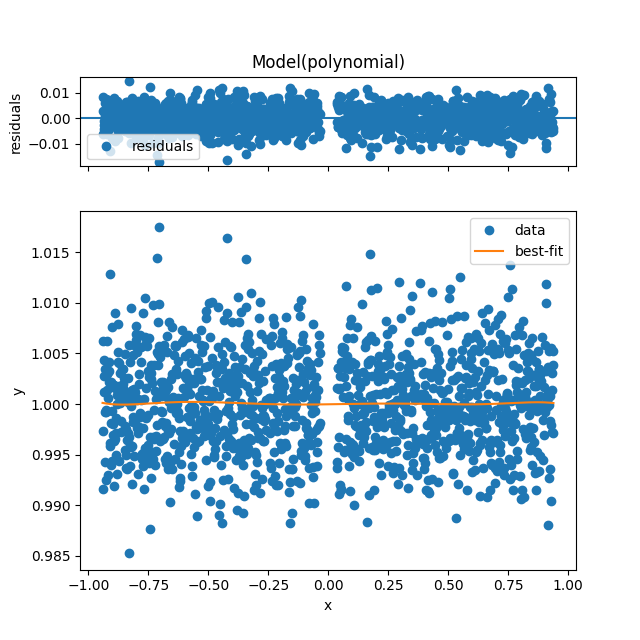 Model(polynomial)
0.01
0.00
−0.01
residuals
residuals
1.015
1.010
1.005
1.000
0.995
0.990
0.985
y
data
best-fit
−1.00 −0.75 −0.50 −0.25 0.00 0.25 0.50 0.75 1.00
x